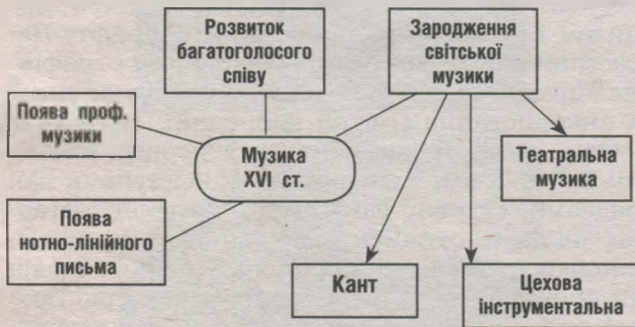 Розвиток
багатоголосого
співу
Зародження
світської
музики
Поява проф.
музики
Музика
XVI ст.
Театральна
музика
Поява
нотно-лінійного
письма
Кант
Цехова
інструментальна